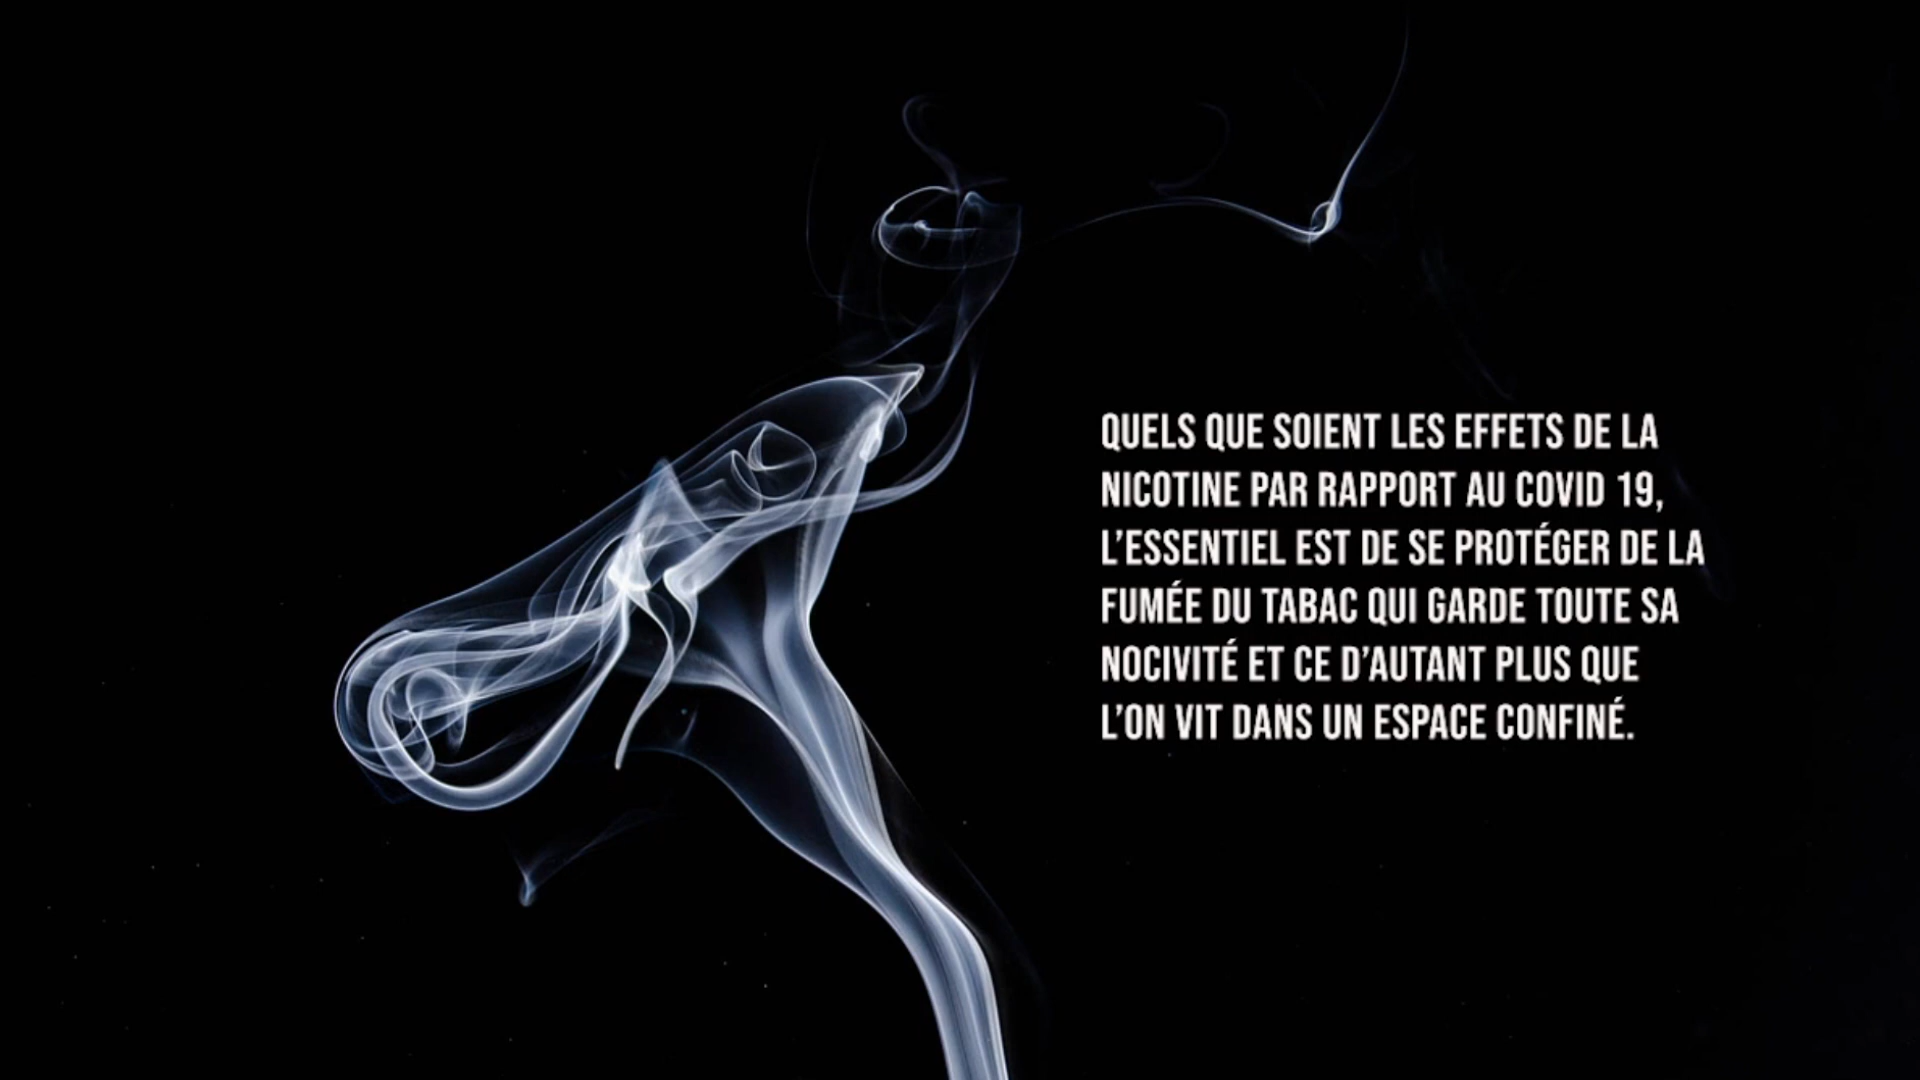 QUELS QUE SOIENT LES EFFETS DE LA
NICOTINE PAR RAPPORT AU COVID 19,
L'ESSENTIEL EST DE SE PROTÉGER DE LA
FUMÉE DU TABAC QUI GARDE TOUTE SA
NOCIVITÉ ET CE D'AUTANT PLUS QUE
L'ON VIT DANS UN ESPACE CONFINÉ.